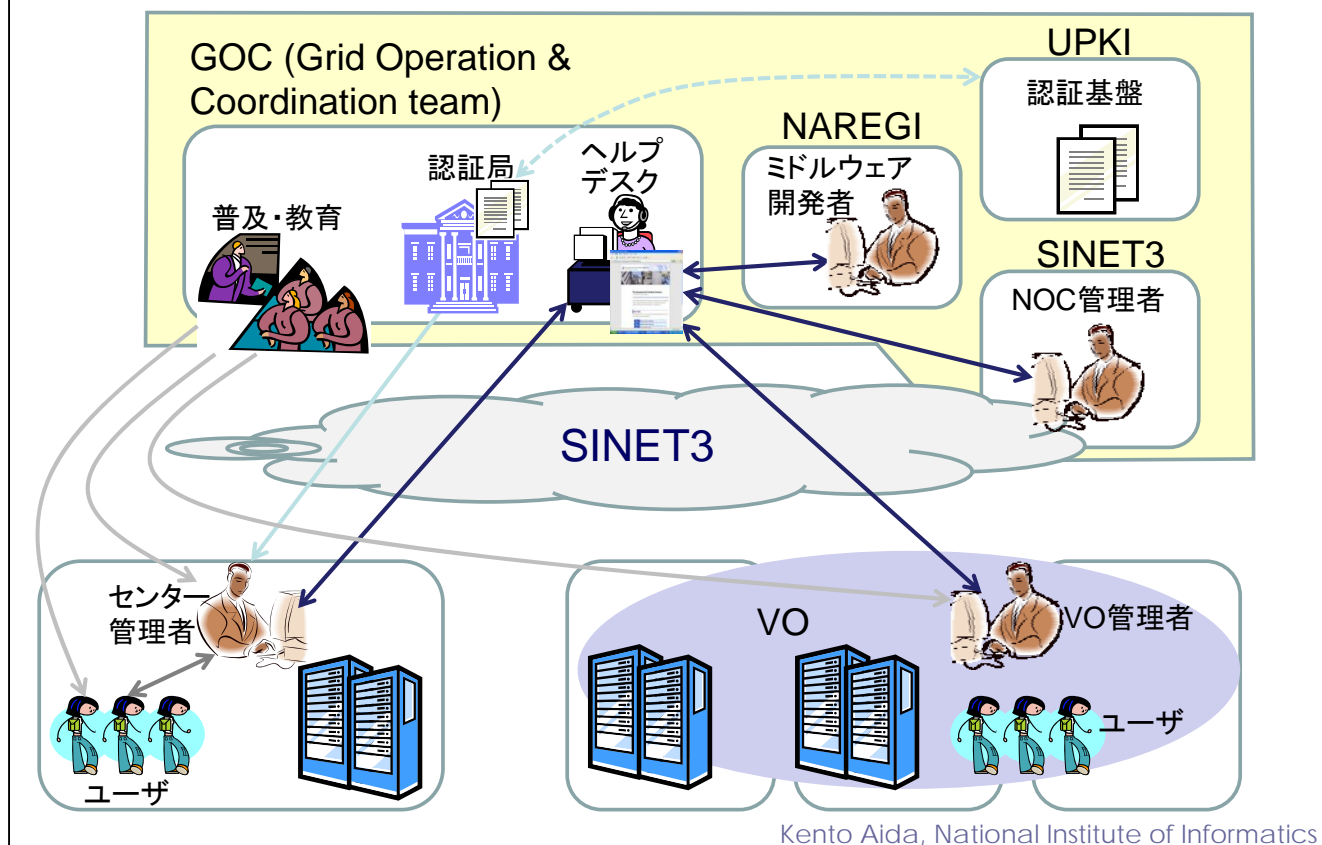 GOC (Grid Operation &
Coordination team)
UPKI
認証基盤
NAREGI
ミドルウェア
開発者
認証局
ヘルプ
デスク
普及・教育
SINET3
NOC管理者
SINET3
センター
管理者
ユーザ
VO
VO管理者
ユーザ
Kento Aida, National Institute of Informatics